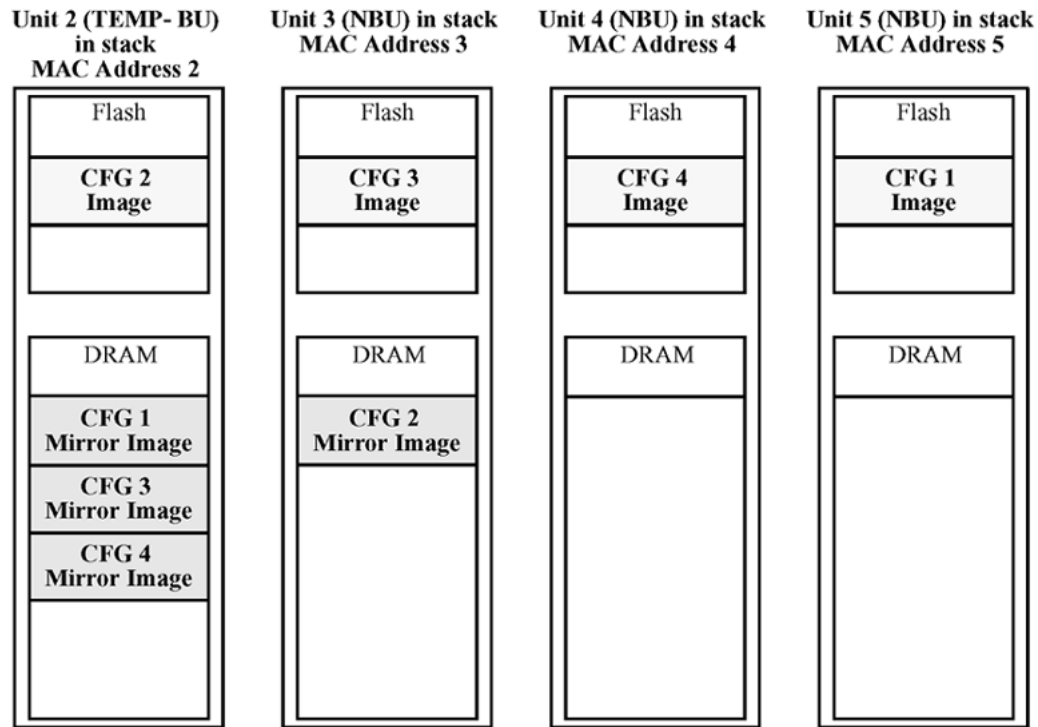 Unit 2 (TEMP- BU)
in stack
MAC Address 2
Flash
CFG 2
Image
DRAM
CFG 1
Mirror Image
CFG 3
Mirror Image
CFG 4
Mirror Image
Unit 3 (NBU) in stack
MAC Address 3
Flash
CFG 3
Image
DRAM
CFG 2
Mirror Image
Unit 4 (NBU) in stack
MAC Address 4
Flash
CFG 4
Image
DRAM
Unit 5 (NBU) in stack
MAC Address 5
Flash
CFG 1
Image
DRAM